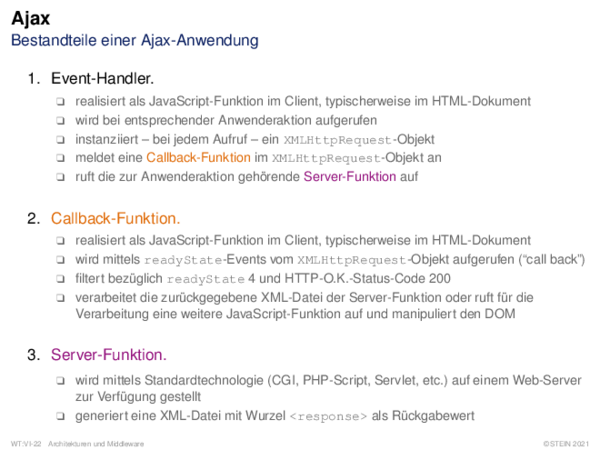 Ajax
Bestandteile einer Ajax-Anwendung
1. Event-Handler.
❑ realisiert als JavaScript-Funktion im Client, typischerweise im HTML-Dokument
❑ wird bei entsprechender Anwenderaktion aufgerufen
❑ instanziiert – bei jedem Aufruf – ein XMLHttpRequest-Objekt
❑ meldet eine Callback-Funktion im XMLHttpRequest-Objekt an
❑ ruft die zur Anwenderaktion gehörende Server-Funktion auf
2. Callback-Funktion.
❑ realisiert als JavaScript-Funktion im Client, typischerweise im HTML-Dokument
❑ wird mittels readyState-Events vom XMLHttpRequest-Objekt aufgerufen (“call back”)
❑ filtert bezüglich readyState 4 und HTTP-O.K.-Status-Code 200
❑ verarbeitet die zurückgegebene XML-Datei der Server-Funktion oder ruft für die
Verarbeitung eine weitere JavaScript-Funktion auf und manipuliert den DOM
3. Server-Funktion.
❑ wird mittels Standardtechnologie (CGI, PHP-Script, Servlet, etc.) auf einem Web-Server
zur Verfügung gestellt
❑ generiert eine XML-Datei mit Wurzel <response> als Rückgabewert
WT:VI-22 Architekturen und Middleware
©STEIN 2021